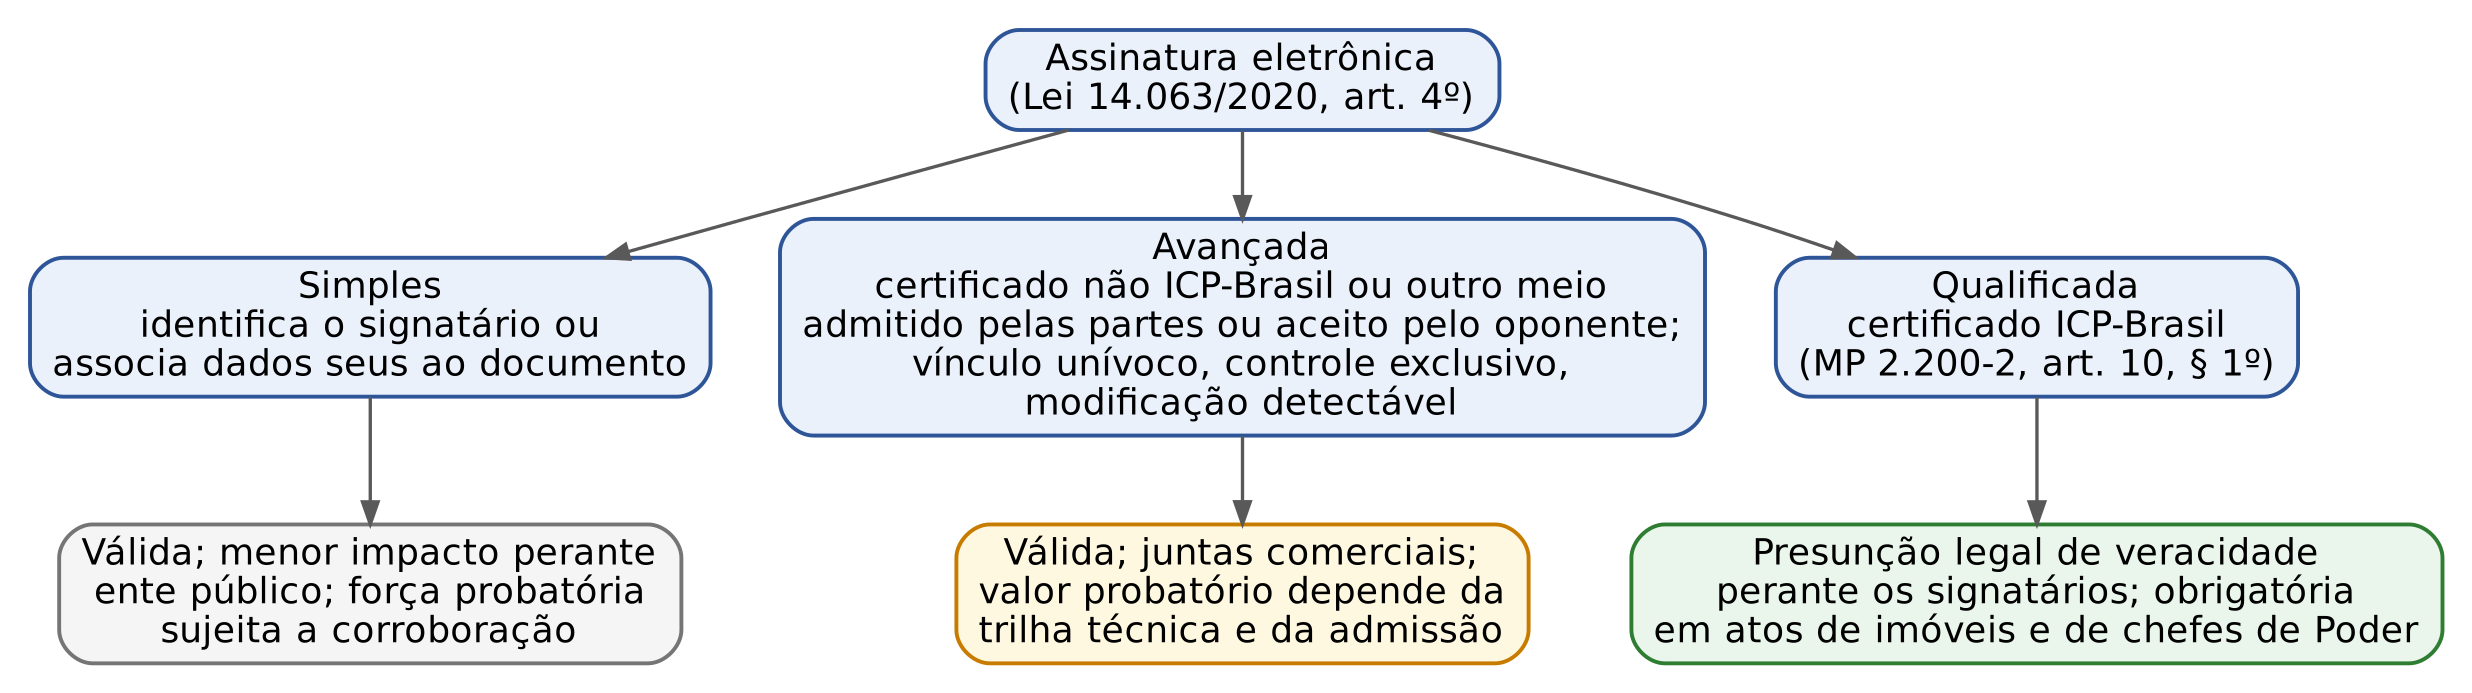 Assinatura eletrônica
(Lei 14.063/2020, art. 4º)
Simples
identifica o signatário ou
associa dados seus ao documento
Avançada
certificado não ICP-Brasil ou outro meio
admitido pelas partes ou aceito pelo oponente;
vínculo unívoco, controle exclusivo,
modificação detectável
Qualificada
certificado ICP-Brasil
(MP 2.200-2, art. 10, § 1º)
Válida; menor impacto perante
ente público; força probatória
sujeita a corroboração
Válida; juntas comerciais;
valor probatório depende da
trilha técnica e da admissão
Presunção legal de veracidade
perante os signatários; obrigatória
em atos de imóveis e de chefes de Poder